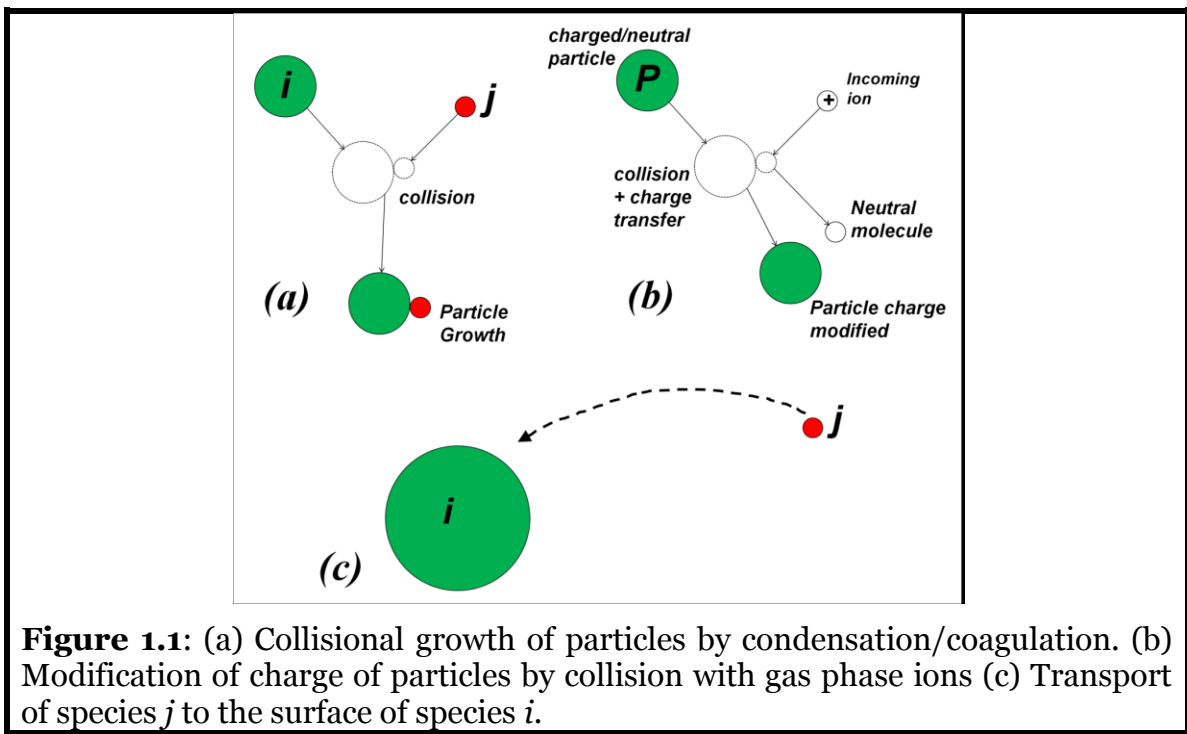 i
j
collision
(a)
Particle
Growth
charged/neutral
particle
P
Incoming
ion
+
collision
+ charge
transfer
Neutral
molecule
(b)
Particle charge
modified
j
i
(c)
Figure 1.1: (a) Collisional growth of particles by condensation/coagulation. (b)
Modification of charge of particles by collision with gas phase ions (c) Transport
of species j to the surface of species i.